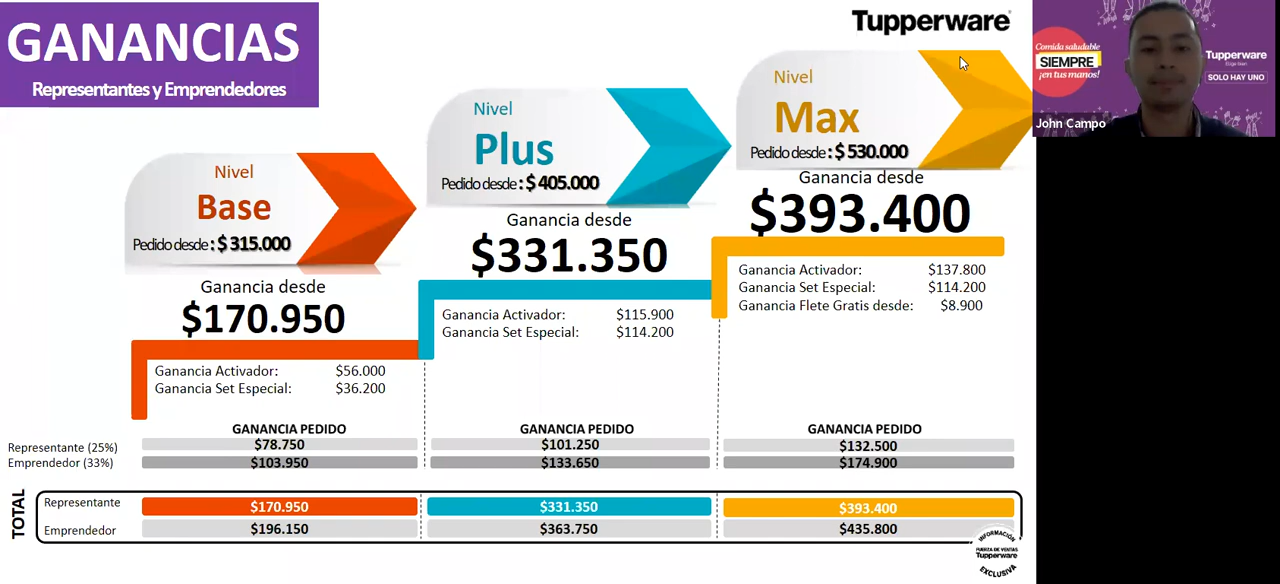 GANANCIAS
Representantes y Emprendedores
Tupperware
Nivel
Base
Pedido desde: $ 315.000
Ganancia desde
$170.950
Ganancia Activador: $56.000
Ganancia Set Especial: $36.200
Nivel
Plus
Pedido desde: $ 405.000
Ganancia desde
$331.350
Ganancia Activador: $115.900
Ganancia Set Especial: $114.200
Nivel
Max
Pedido desde: $ 530.000
Ganancia desde
$393.400
Ganancia Activador: $137.800
Ganancia Set Especial: $114.200
Ganancia Flete Gratis desde: $8.900
GANANCIA PEDIDO GANANCIA PEDIDO GANANCIA PEDIDO
Representante (25%) $78.750 $101.250 $132.500
Emprendedor (33%) $103.950 $133.650 $174.900
TOTAL
Representante $170.950 $331.350 $393.400
Emprendedor $196.150 $363.750 $435.800
INFORMACIÓN
FUERZA DE VENTAS
Tupperware
EXCLUSIVA
Comida saludable
SIEMPRE
¡en tus manos!
Tupperware
SOLO HAY UNO
John Campo